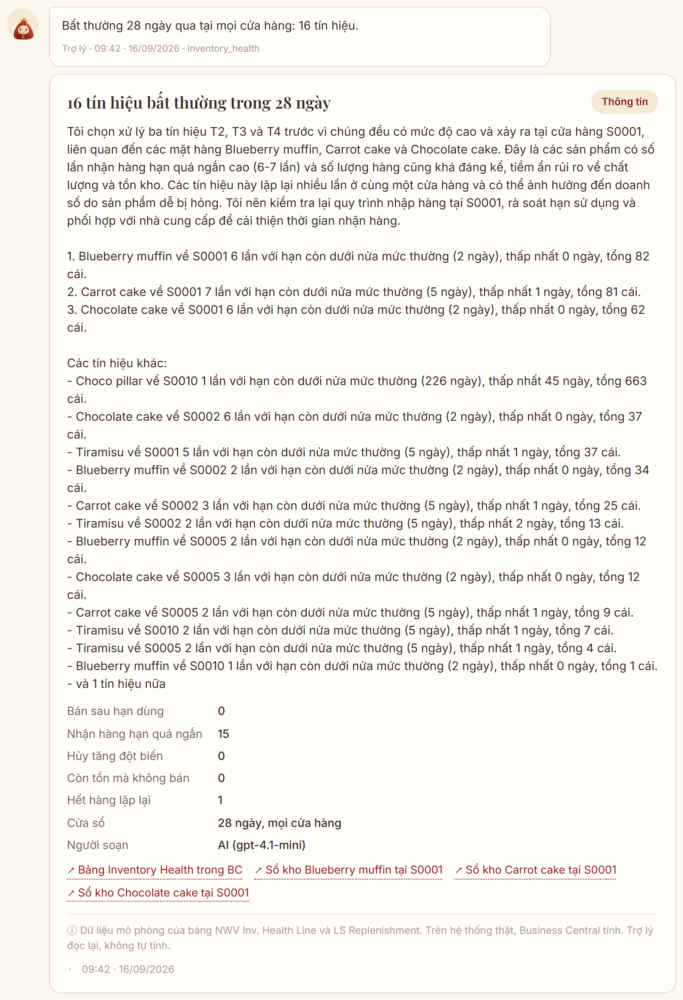 Bất thường 28 ngày qua tại mọi cửa hàng: 16 tín hiệu.
Trợ lý · 09:42 · 16/09/2026 · inventory_health
16 tín hiệu bất thường trong 28 ngày
Thông tin
Tôi chọn xử lý ba tín hiệu T2, T3 và T4 trước vì chúng đều có mức độ cao và xảy ra tại cửa hàng S0001,
liên quan đến các mặt hàng Blueberry muffin, Carrot cake và Chocolate cake. Đây là các sản phẩm có số
lần nhận hàng hạn quá ngắn cao (6-7 lần) và số lượng hàng cũng khá đáng kể, tiềm ẩn rủi ro về chất
lượng và tồn kho. Các tín hiệu này lặp lại nhiều lần ở cùng một cửa hàng và có thể ảnh hưởng đến doanh
số do sản phẩm dễ bị hỏng. Tôi nên kiểm tra lại quy trình nhập hàng tại S0001, rà soát hạn sử dụng và
phối hợp với nhà cung cấp để cải thiện thời gian nhận hàng.
1. Blueberry muffin về S0001 6 lần với hạn còn dưới nửa mức thường (2 ngày), thấp nhất 0 ngày, tổng 82
cái.
2. Carrot cake về S0001 7 lần với hạn còn dưới nửa mức thường (5 ngày), thấp nhất 1 ngày, tổng 81 cái.
3. Chocolate cake về S0001 6 lần với hạn còn dưới nửa mức thường (2 ngày), thấp nhất 0 ngày, tổng 62
cái.
Các tín hiệu khác:
- Choco pillar về S0010 1 lần với hạn còn dưới nửa mức thường (226 ngày), thấp nhất 45 ngày, tổng 663
cái.
- Chocolate cake về S0002 6 lần với hạn còn dưới nửa mức thường (2 ngày), thấp nhất 0 ngày, tổng 37
cái.
- Tiramisu về S0001 5 lần với hạn còn dưới nửa mức thường (5 ngày), thấp nhất 1 ngày, tổng 37 cái.
- Blueberry muffin về S0002 2 lần với hạn còn dưới nửa mức thường (2 ngày), thấp nhất 0 ngày, tổng 34
cái.
- Carrot cake về S0002 3 lần với hạn còn dưới nửa mức thường (5 ngày), thấp nhất 1 ngày, tổng 25 cái.
- Tiramisu về S0002 2 lần với hạn còn dưới nửa mức thường (5 ngày), thấp nhất 2 ngày, tổng 13 cái.
- Blueberry muffin về S0005 2 lần với hạn còn dưới nửa mức thường (2 ngày), thấp nhất 0 ngày, tổng 12
cái.
- Chocolate cake về S0005 3 lần với hạn còn dưới nửa mức thường (2 ngày), thấp nhất 0 ngày, tổng 12
cái.
- Carrot cake về S0005 2 lần với hạn còn dưới nửa mức thường (5 ngày), thấp nhất 1 ngày, tổng 9 cái.
- Tiramisu về S0010 2 lần với hạn còn dưới nửa mức thường (5 ngày), thấp nhất 1 ngày, tổng 7 cái.
- Tiramisu về S0005 2 lần với hạn còn dưới nửa mức thường (5 ngày), thấp nhất 1 ngày, tổng 4 cái.
- Blueberry muffin về S0010 1 lần với hạn còn dưới nửa mức thường (2 ngày), thấp nhất 0 ngày, tổng 1 cái.
- và 1 tín hiệu nữa
Bán sau hạn dùng 0
Nhận hàng hạn quá ngắn 15
Hủy tăng đột biến 0
Còn tồn mà không bán 0
Hết hàng lặp lại 1
Cửa sổ 28 ngày, mọi cửa hàng
Người soạn AI (gpt-4.1-mini)
↗ Bảng Inventory Health trong BC ↗ Sổ kho Blueberry muffin tại S0001 ↗ Sổ kho Carrot cake tại S0001
↗ Sổ kho Chocolate cake tại S0001
ⓘ Dữ liệu mô phỏng của bảng NWV Inv. Health Line và LS Replenishment. Trên hệ thống thật, Business Central tính. Trợ lý
đọc lại, không tự tính.
· 09:42 · 16/09/2026